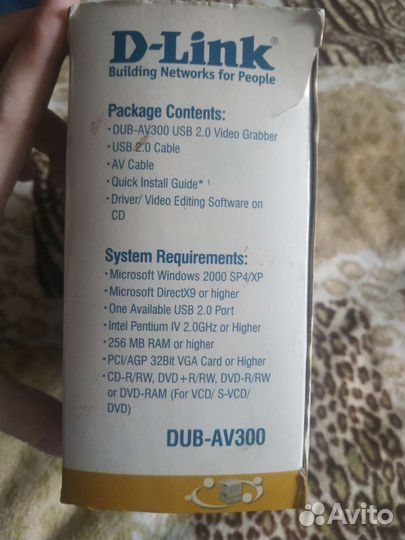 D-Link®
Building Networks for People
Package Contents:
•DUB-AV300 USB 2.0 Video Grabber
•USB 2.0 Cable
•AV Cable
•Quick Install Guide* 1
•Driver/ Video Editing Software on
CD
System Requirements:
•Microsoft Windows 2000 SP4/XP
•Microsoft DirectX9 or higher
•One Available USB 2.0 Port
•Intel Pentium IV 2.0GHz or Higher
•256 MB RAM or higher
•PCI/AGP 32Bit VGA Card or Higher
•CD-R/RW, DVD+R/RW, DVD-R/RW
or DVD-RAM (For VCD/ S-VCD/
DVD)
DUB-AV300
Avito